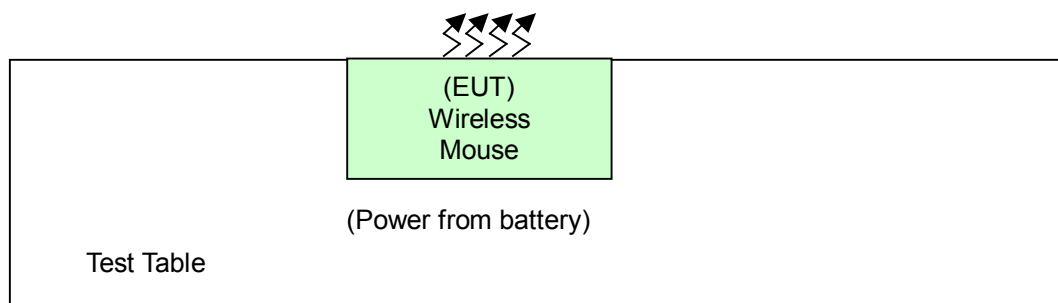 (EUT)
Wireless
Mouse
(Power from battery)
Test Table